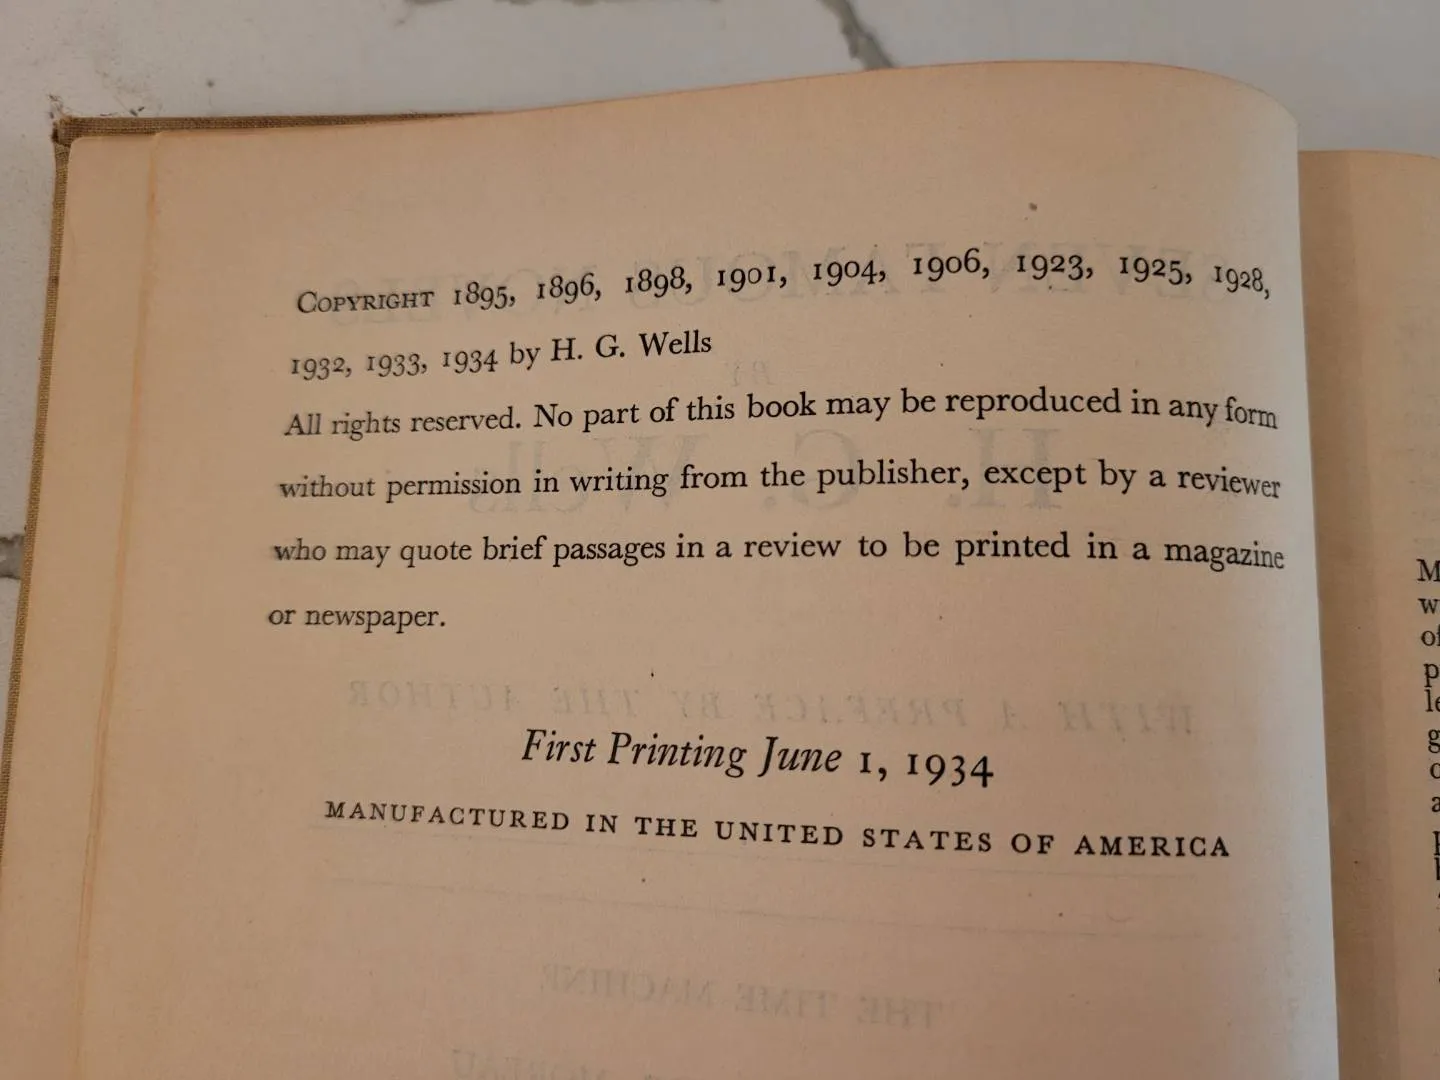 COPYRIGHT 1895, 1896, 1898, 1901, 1904, 1906, 1923, 1925, 1928,
1932, 1933, 1934 by H. G. Wells
All rights reserved. No part of this book may be reproduced in any form
without permission in writing from the publisher, except by a reviewer
who may quote brief passages in a review to be printed in a magazine
or newspaper.
First Printing June 1, 1934
MANUFACTURED IN THE UNITED STATES OF AMERICA